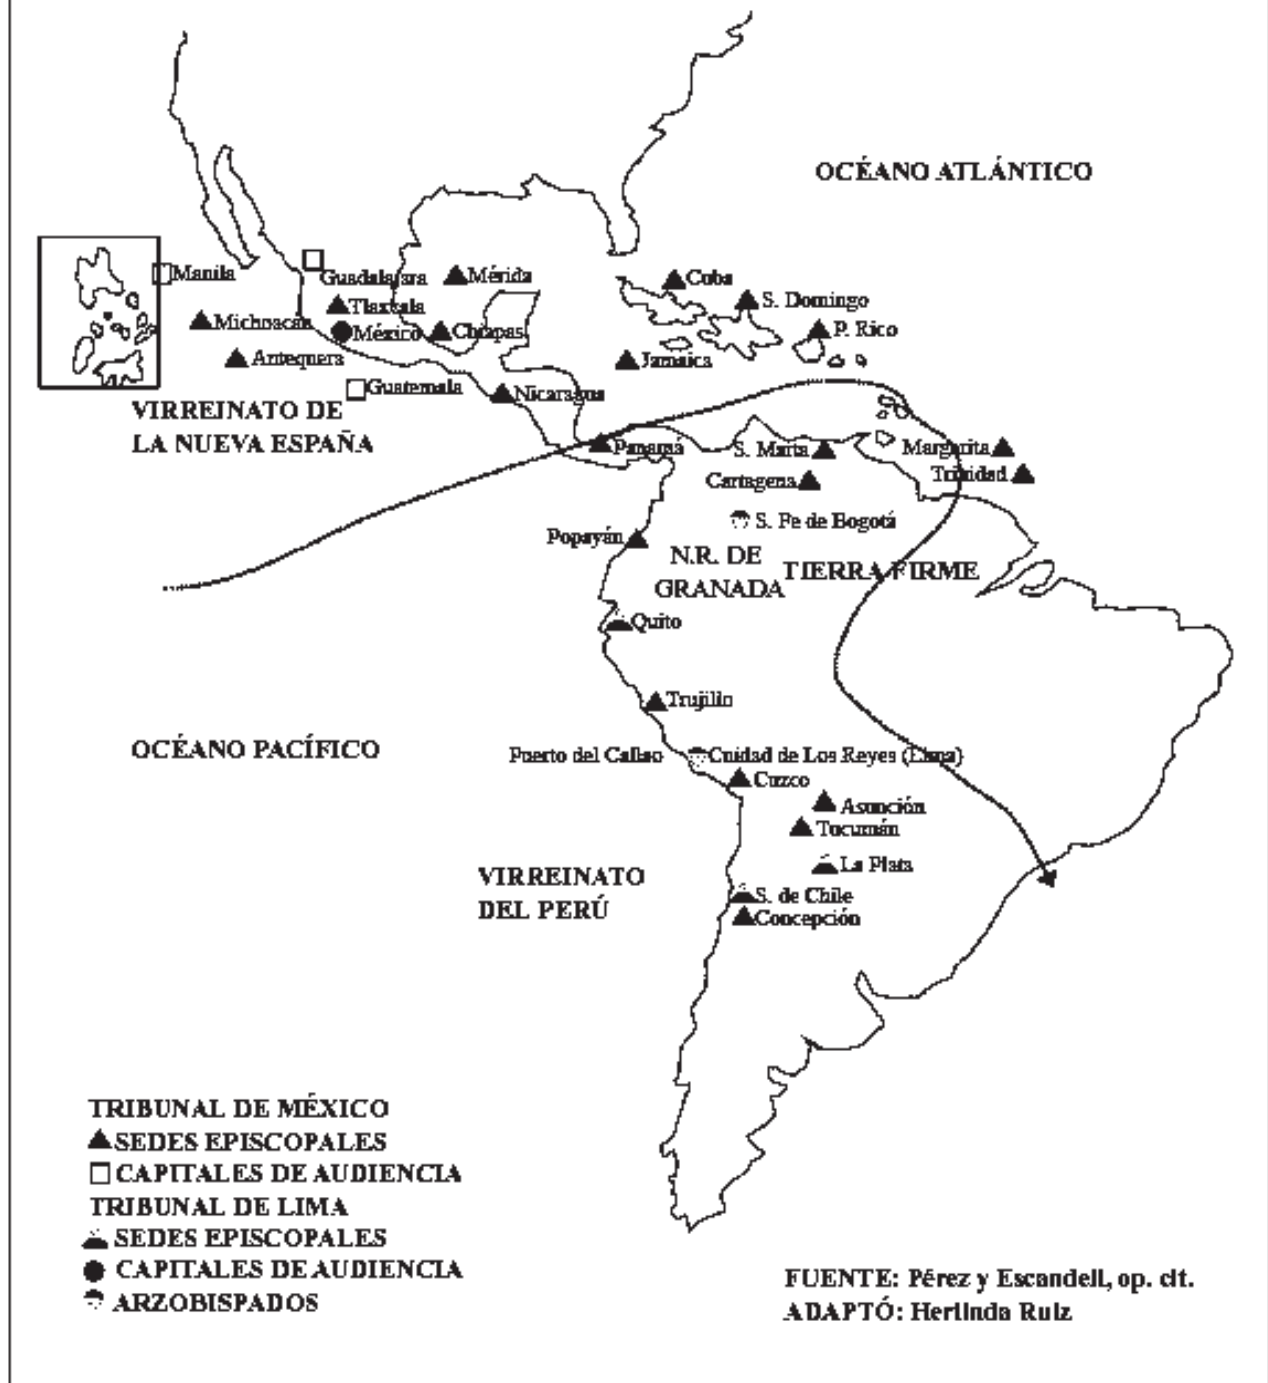 OCÉANO ATLÁNTICO
Manila
Guadalajara
Mérida
Cuba
S. Domingo
Tlaxcala
Michoacán
México
Chiapas
P. Rico
Antequera
Jamaica
Guatemala
Nicaragua
VIRREINATO DE
LA NUEVA ESPAÑA
Panamá
S. Marta
Margarita
Cartagena
Trinidad
S. Fe de Bogotá
Popayán
N.R. DE
GRANADA
TIERRA FIRME
Quito
Trujillo
OCÉANO PACÍFICO
Puerto del Callao
Cuidad de Los Reyes (Lima)
Cuzco
Asunción
Tucumán
La Plata
VIRREINATO
DEL PERÚ
S. de Chile
Concepción
TRIBUNAL DE MÉXICO
SEDES EPISCOPALES
CAPITALES DE AUDIENCIA
TRIBUNAL DE LIMA
SEDES EPISCOPALES
CAPITALES DE AUDIENCIA
ARZOBISPADOS
FUENTE: Pérez y Escandell, op. cit.
ADAPTÓ: Herlinda Ruiz